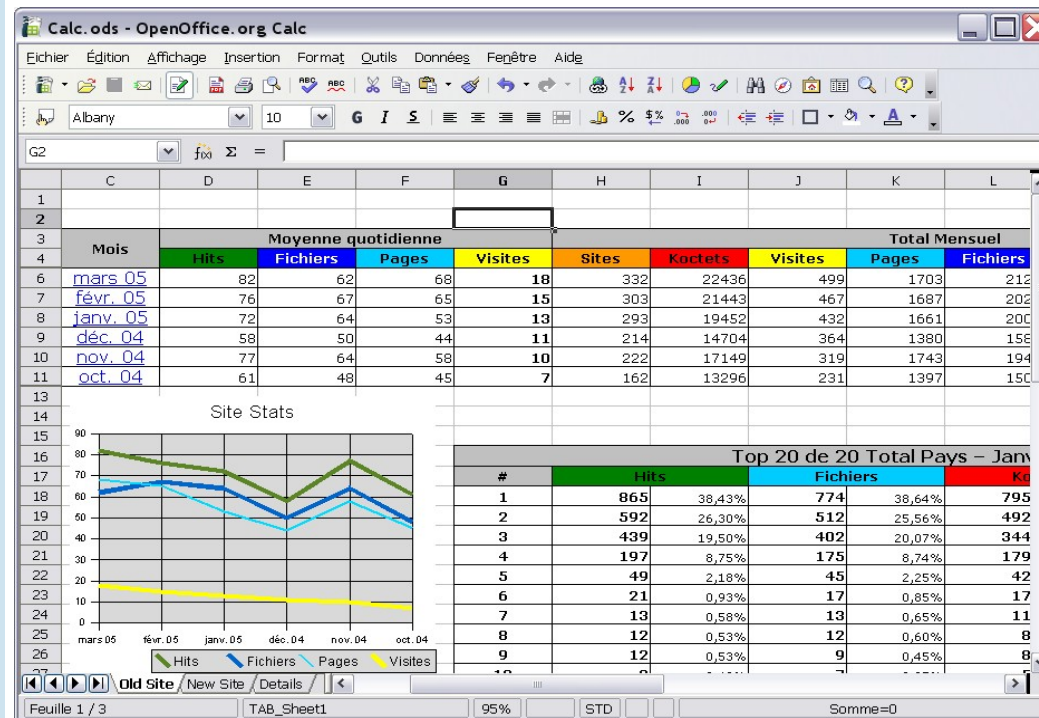 Calc.ods - OpenOffice.org Calc
Eichier Édition Affichage Insertion Format Outils Données Fenêtre Aide
Albany 10 G I S
G2 f(x) Σ =
C D E F G H I J K L
1
2
3 Mois Moyenne quotidienne Total Mensuel
4 Hits Fichiers Pages Visites Sites Koctets Visites Pages Fichiers
6 mars 05 82 62 68 18 332 22436 499 1703 212
7 févr. 05 76 67 65 15 303 21443 467 1687 202
8 janv. 05 72 64 53 13 293 19452 432 1661 200
9 déc. 04 58 50 44 11 214 14704 364 1380 158
10 nov. 04 77 64 58 10 222 17149 319 1743 194
11 oct. 04 61 48 45 7 162 13296 231 1397 150
13
14 Site Stats
15
16 Top 20 de 20 Total Pays – Janv
17 # Hits Fichiers Ko
18 1 865 38,43% 774 38,64% 795
19 2 592 26,30% 512 25,56% 492
20 3 439 19,50% 402 20,07% 344
21 4 197 8,75% 175 8,74% 179
22 5 49 2,18% 45 2,25% 42
23 6 21 0,93% 17 0,85% 17
24 7 13 0,58% 13 0,65% 11
25 8 12 0,53% 12 0,60% 8
26 9 12 0,53% 9 0,45% 8
90
80
70
60
50
40
30
20
10
0
mars 05 févr. 05 janv. 05 déc. 04 nov. 04 oct. 04
Hits Fichiers Pages Visites
Old Site New Site Details
Feuille 1 / 3 TAB_Sheet1 95% STD Somme=0